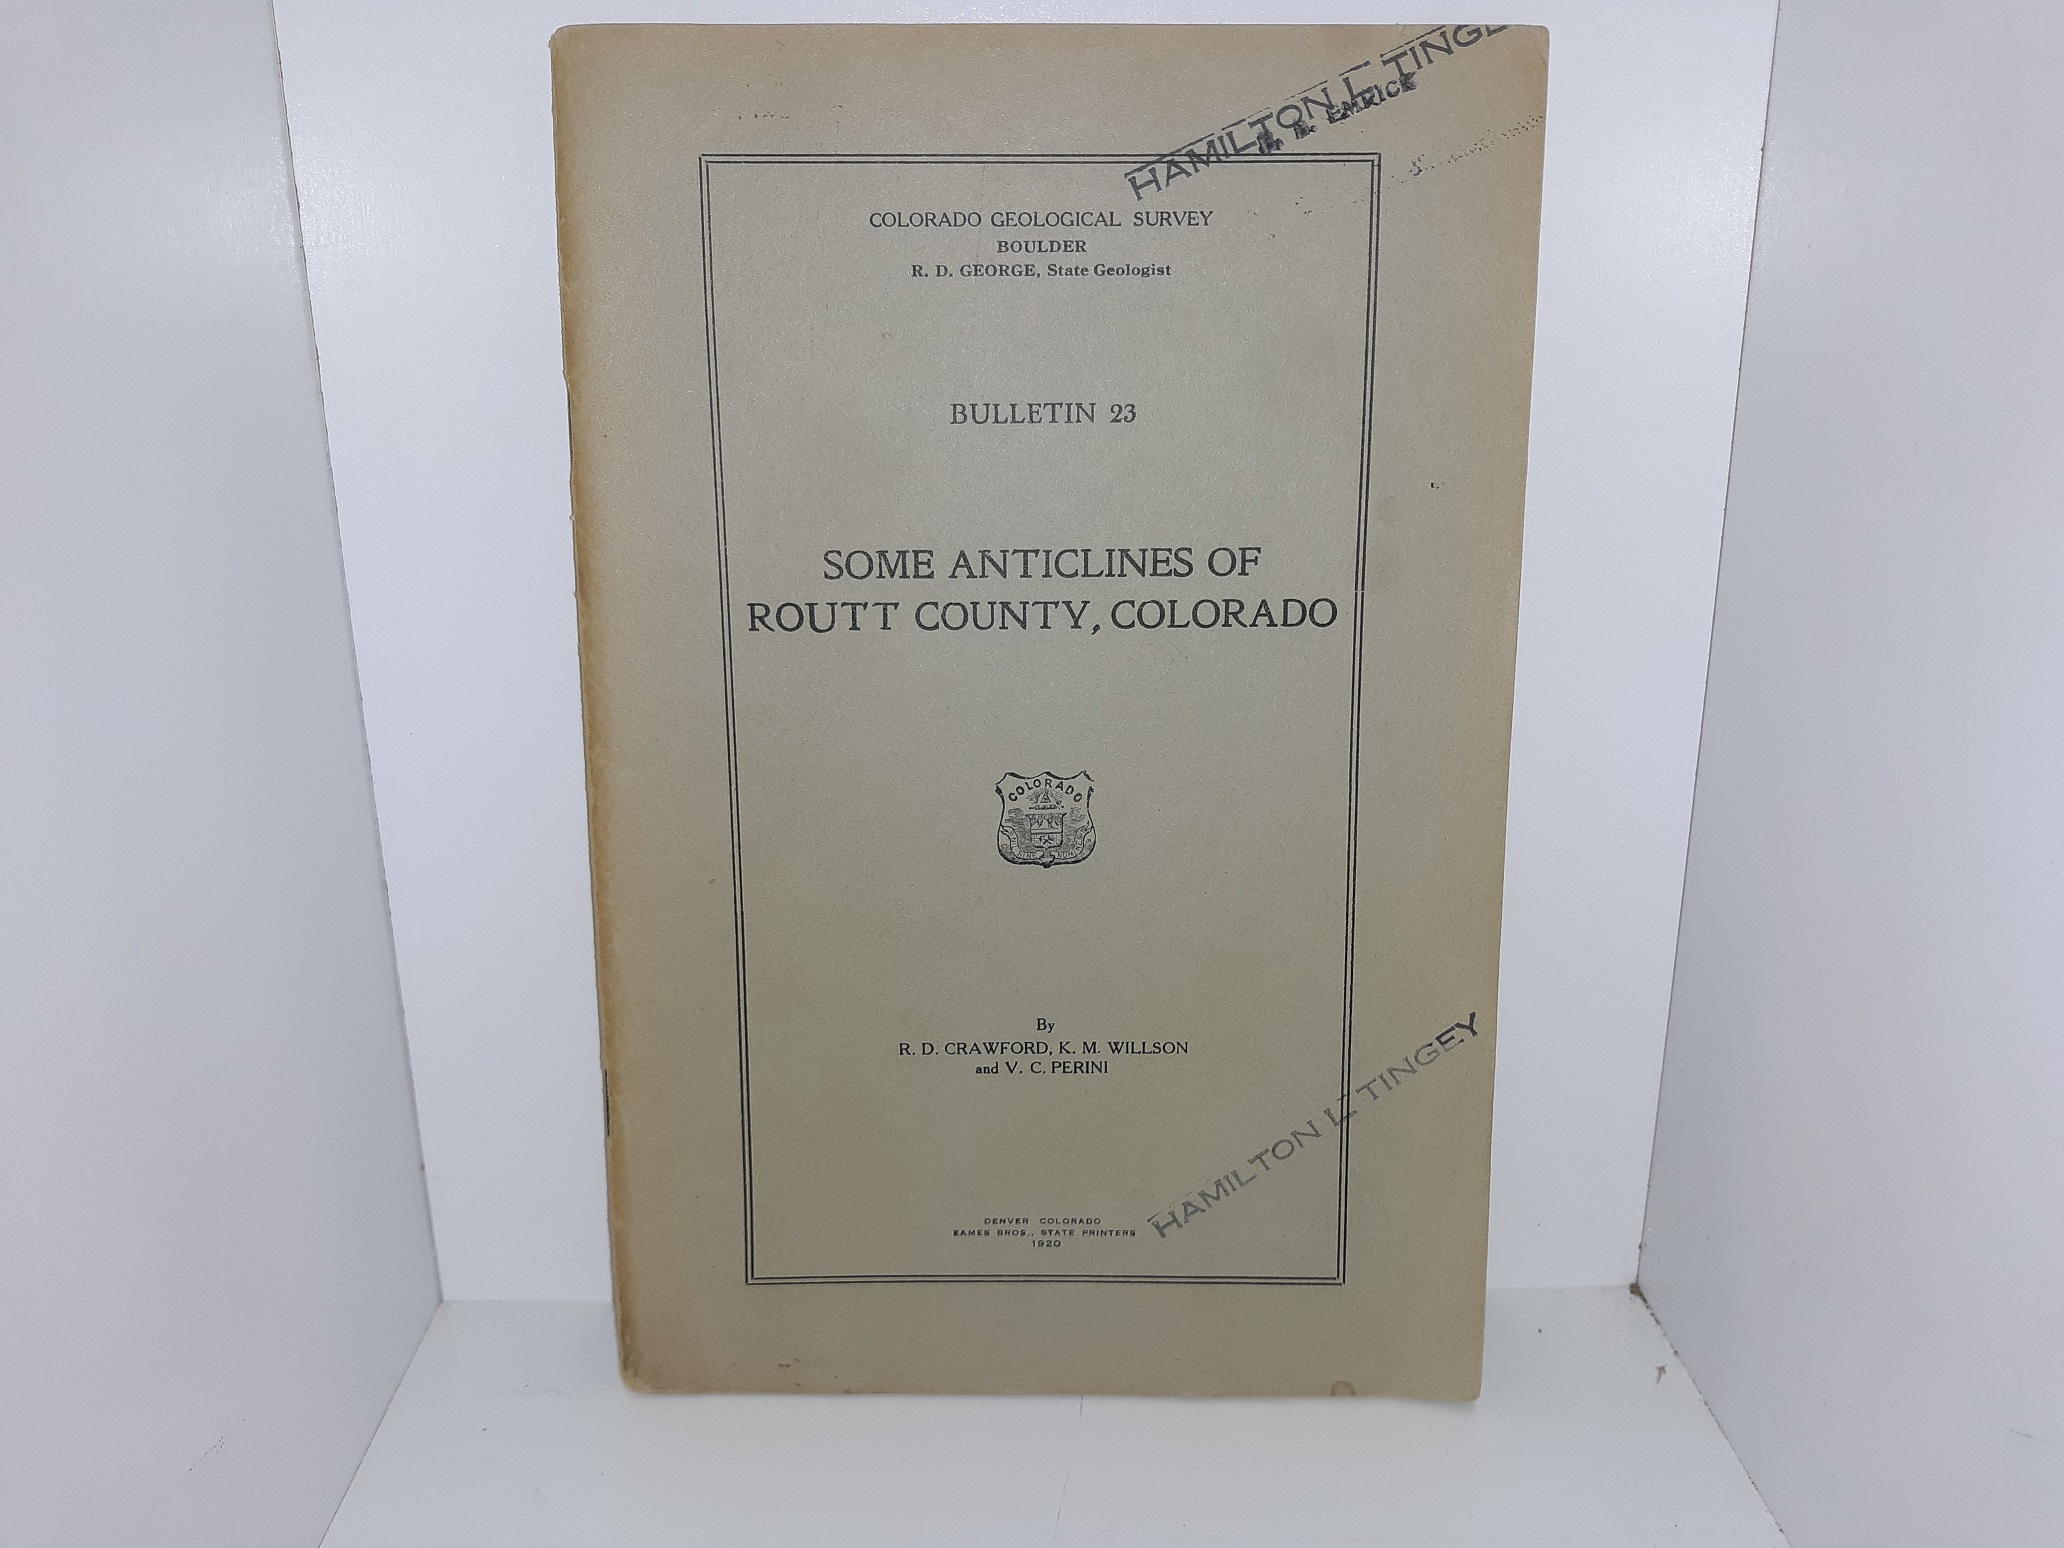 HAMILTON L. TINGE
EMRICK
COLORADO GEOLOGICAL SURVEY
BOULDER
R. D. GEORGE, State Geologist
BULLETIN 23
SOME ANTICLINES OF
ROUTT COUNTY, COLORADO
COLORADO
By
R. D. CRAWFORD, K. M. WILLSON
and V. C. PERINI
HAMILTON L. TINGEY
DENVER COLORADO
EAMES BROS., STATE PRINTERS
1920